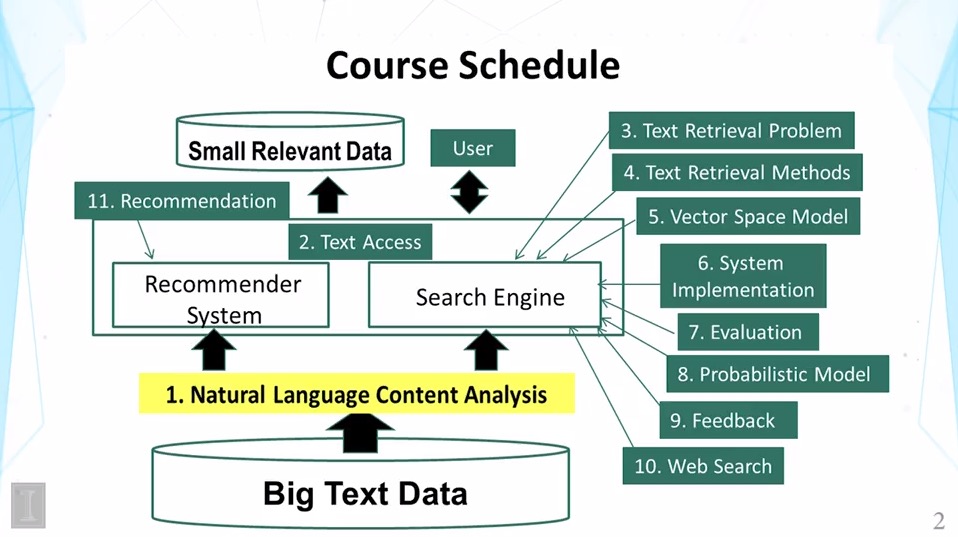 Course Schedule
Small Relevant Data
User
3. Text Retrieval Problem
4. Text Retrieval Methods
11. Recommendation
5. Vector Space Model
2. Text Access
6. System
Implementation
Recommender
System
Search Engine
7. Evaluation
8. Probabilistic Model
1. Natural Language Content Analysis
9. Feedback
10. Web Search
Big Text Data
I
2